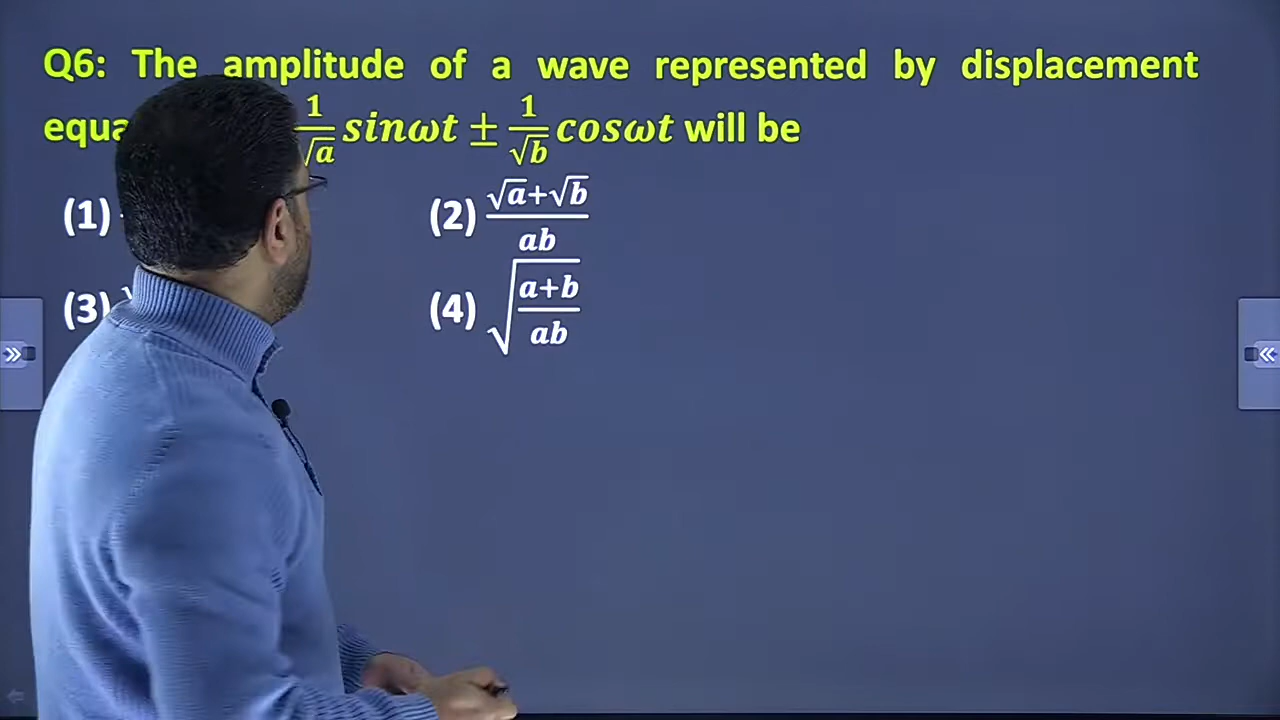 Q6: The amplitude of a wave represented by displacement
equa 1/√a sinωt ± 1/√b cosωt will be
(1) (2) (√a+√b)/ab
(3) (4) √((a+b)/ab)